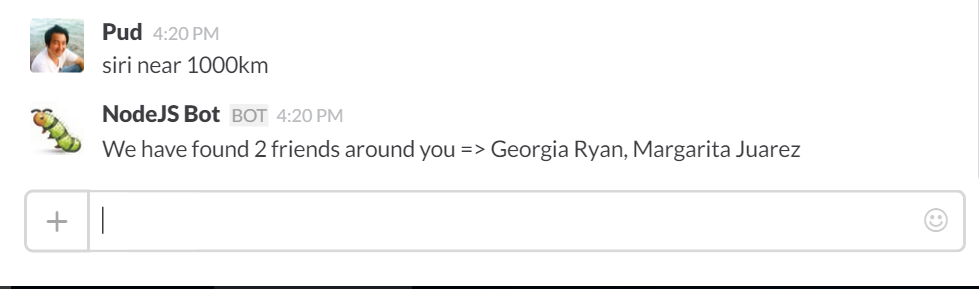 Pud 4:20 PM
siri near 1000km
NodeJS Bot BOT 4:20 PM
We have found 2 friends around you => Georgia Ryan, Margarita Juarez
+